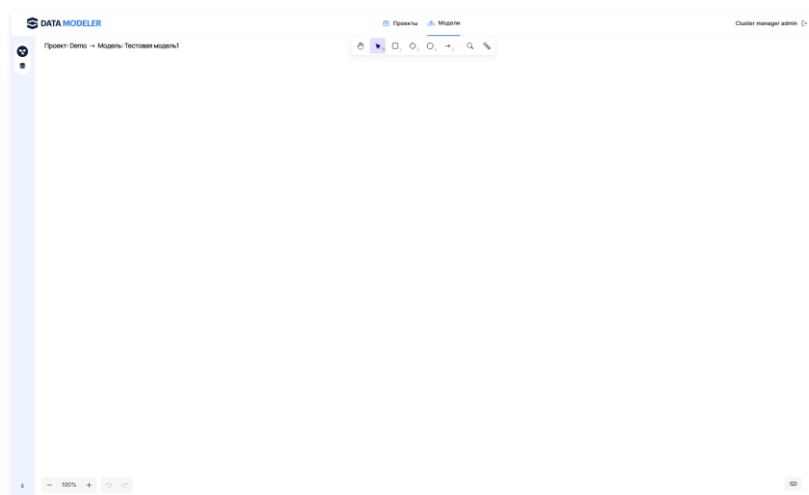 DATA MODELER
Проекты
Модели
Cluster manager admin
Проект: Demo → Модель: Тестовая модель1
100%